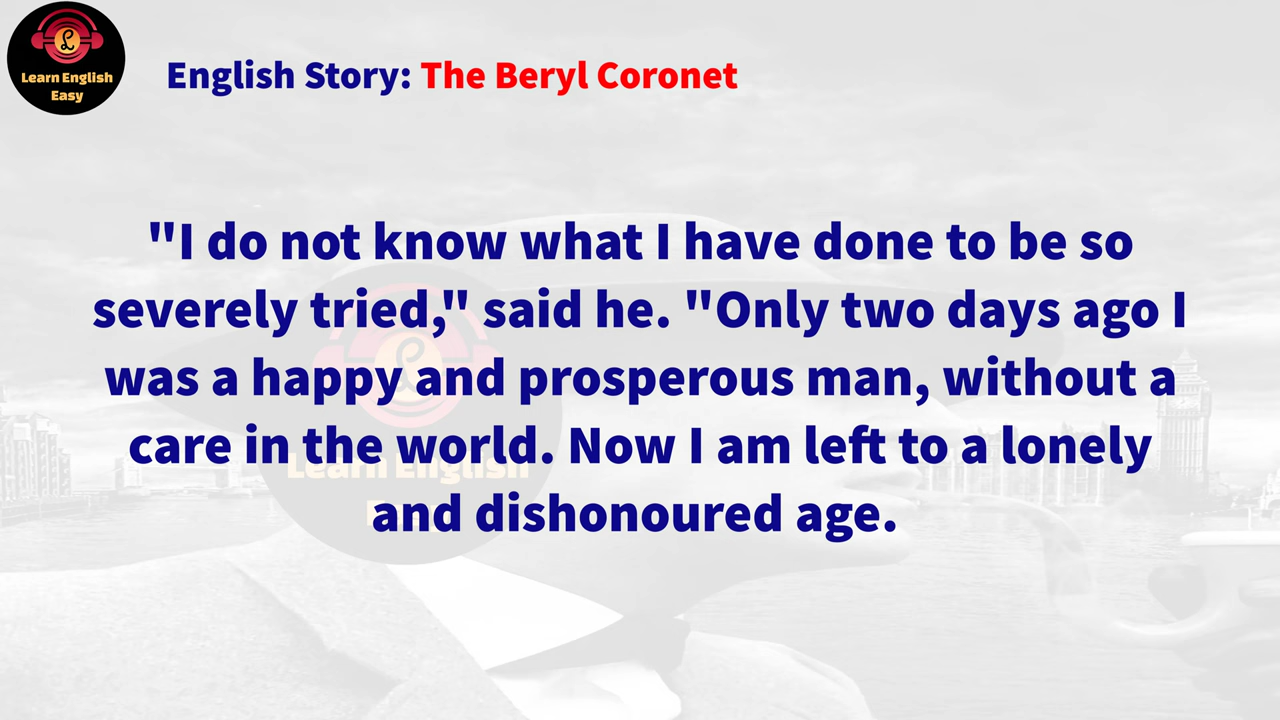 Learn English
Easy
English Story: The Beryl Coronet
"I do not know what I have done to be so
severely tried," said he. "Only two days ago I
was a happy and prosperous man, without a
care in the world. Now I am left to a lonely
and dishonoured age.
Learn English